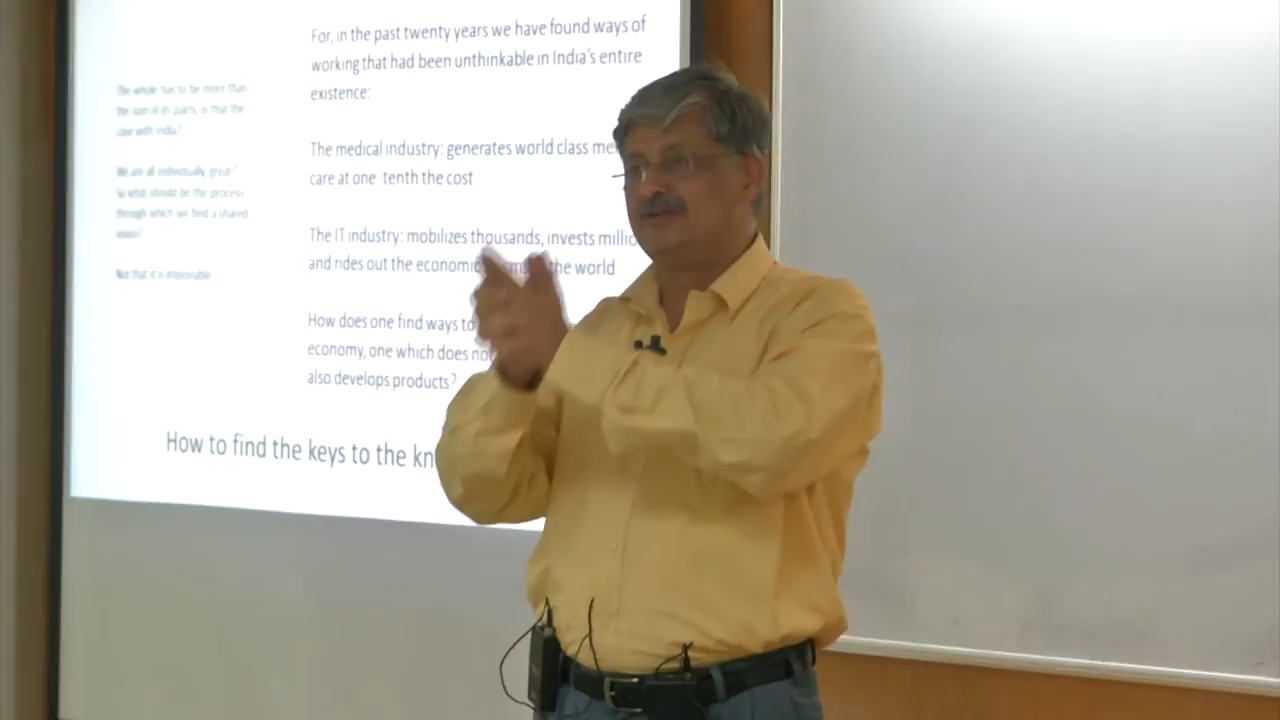 The whole has to be more than
the sum of its parts, is that the
case with India?
We are all individually great?
So what should be the process
through which we find a shared
vision?
Not that it is impossible
For, in the past twenty years we have found ways of
working that had been unthinkable in India's entire
existence:
The medical industry: generates world class
care at one tenth the cost
The IT industry: mobilizes thousands, invests
and rides out the economic the world
How does one find ways to
economy, one which does
also develops products?
How to find the keys to the